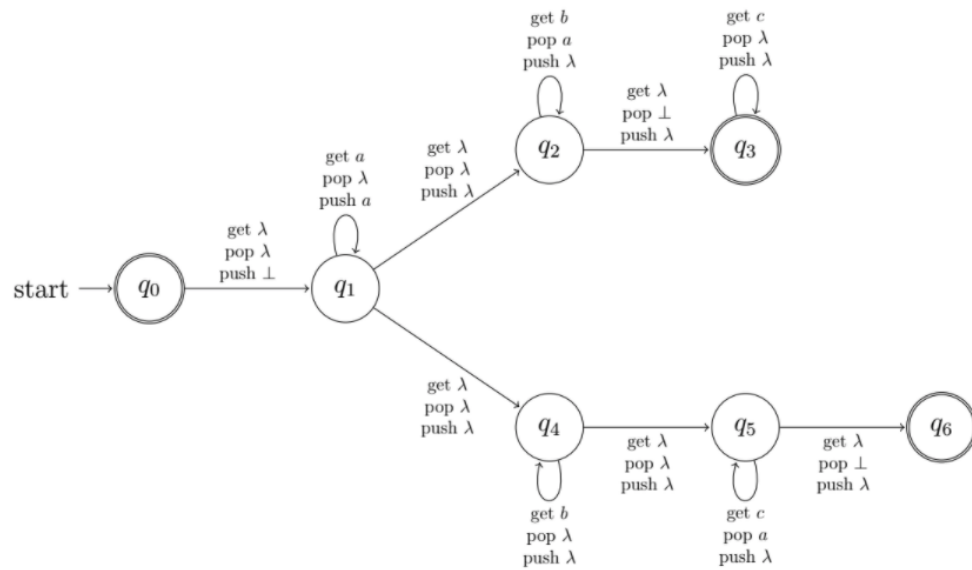 get b
pop a
push λ
get c
pop λ
push λ
get λ
pop ⊥
push λ
q₂
q₃
get a
pop λ
push a
get λ
pop λ
push λ
get λ
pop λ
push ⊥
start
q₀
q₁
get λ
pop λ
push λ
q₄
q₅
q₆
get λ
pop λ
push λ
get λ
pop ⊥
push λ
get b
pop λ
push λ
get c
pop a
push λ